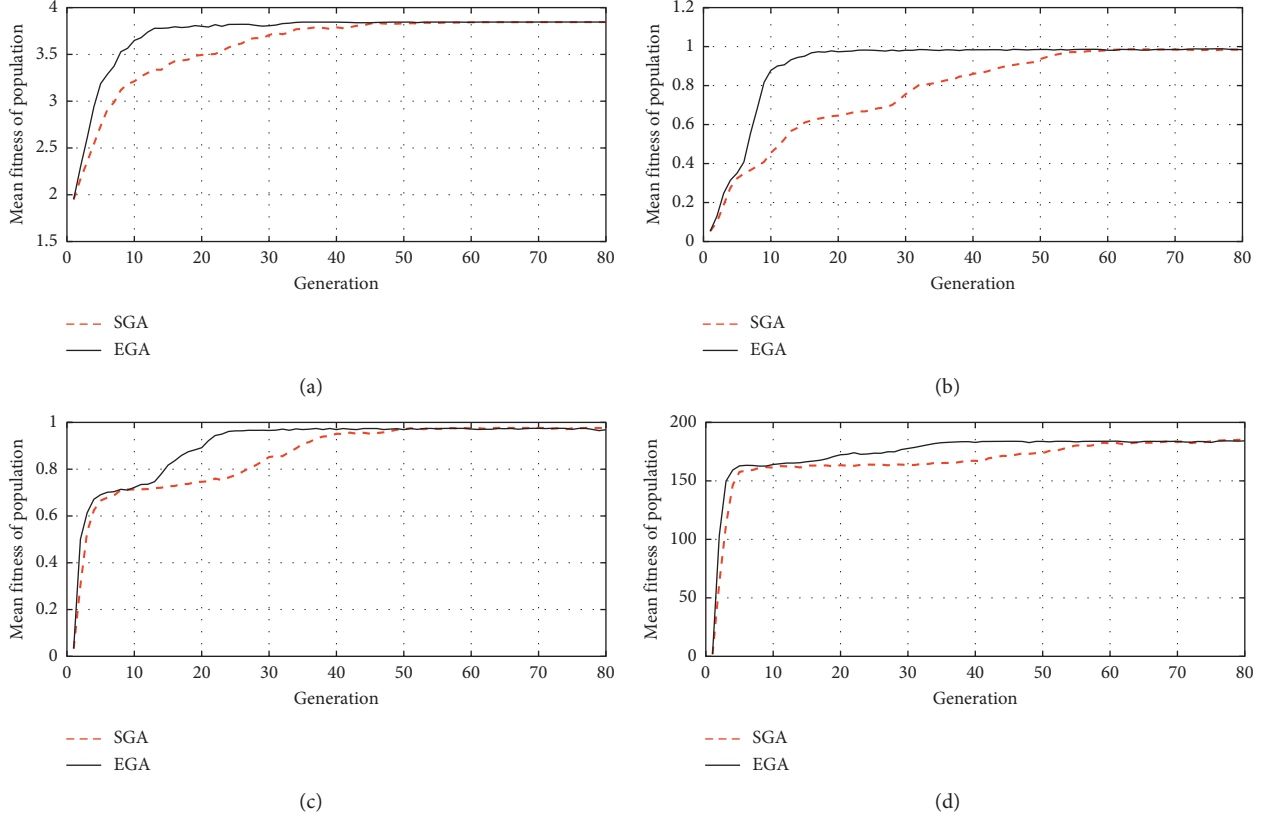 4
3.5
3
2.5
2
1.5
Mean fitness of population
0 10 20 30 40 50 60 70 80
Generation
SGA
EGA
(a)
1.2
1
0.8
0.6
0.4
0.2
0
Mean fitness of population
0 10 20 30 40 50 60 70 80
Generation
SGA
EGA
(b)
1
0.8
0.6
0.4
0.2
0
Mean fitness of population
0 10 20 30 40 50 60 70 80
Generation
SGA
EGA
(c)
200
150
100
50
0
Mean fitness of population
0 10 20 30 40 50 60 70 80
Generation
SGA
EGA
(d)